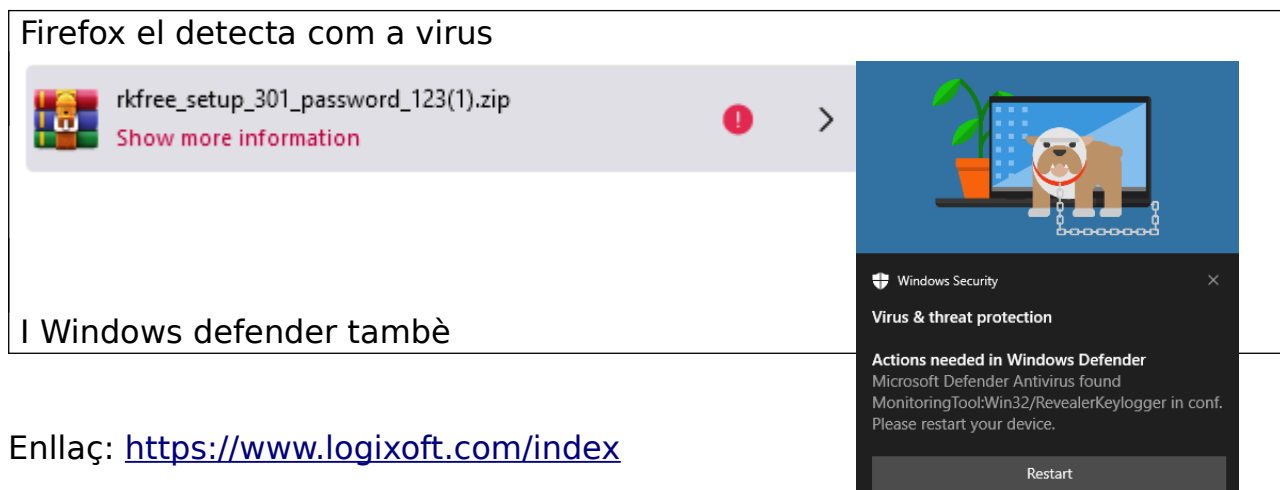 Firefox el detecta com a virus
rkfree_setup_301_password_123(1).zip
Show more information
I Windows defender tambè
Windows Security
Virus & threat protection
Actions needed in Windows Defender
Microsoft Defender Antivirus found
MonitoringTool:Win32/RevealerKeylogger in conf.
Please restart your device.
Restart
Enllaç: https://www.logixoft.com/index